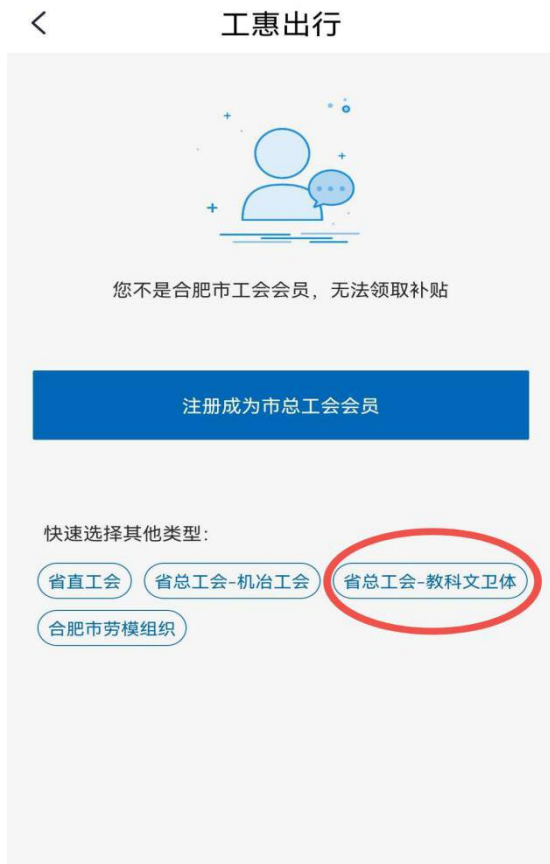 工惠出行
您不是合肥市工会会员，无法领取补贴
注册成为市总工会会员
快速选择其他类型：
省直工会 省总工会-机冶工会 省总工会-教科文卫体
合肥市劳模组织